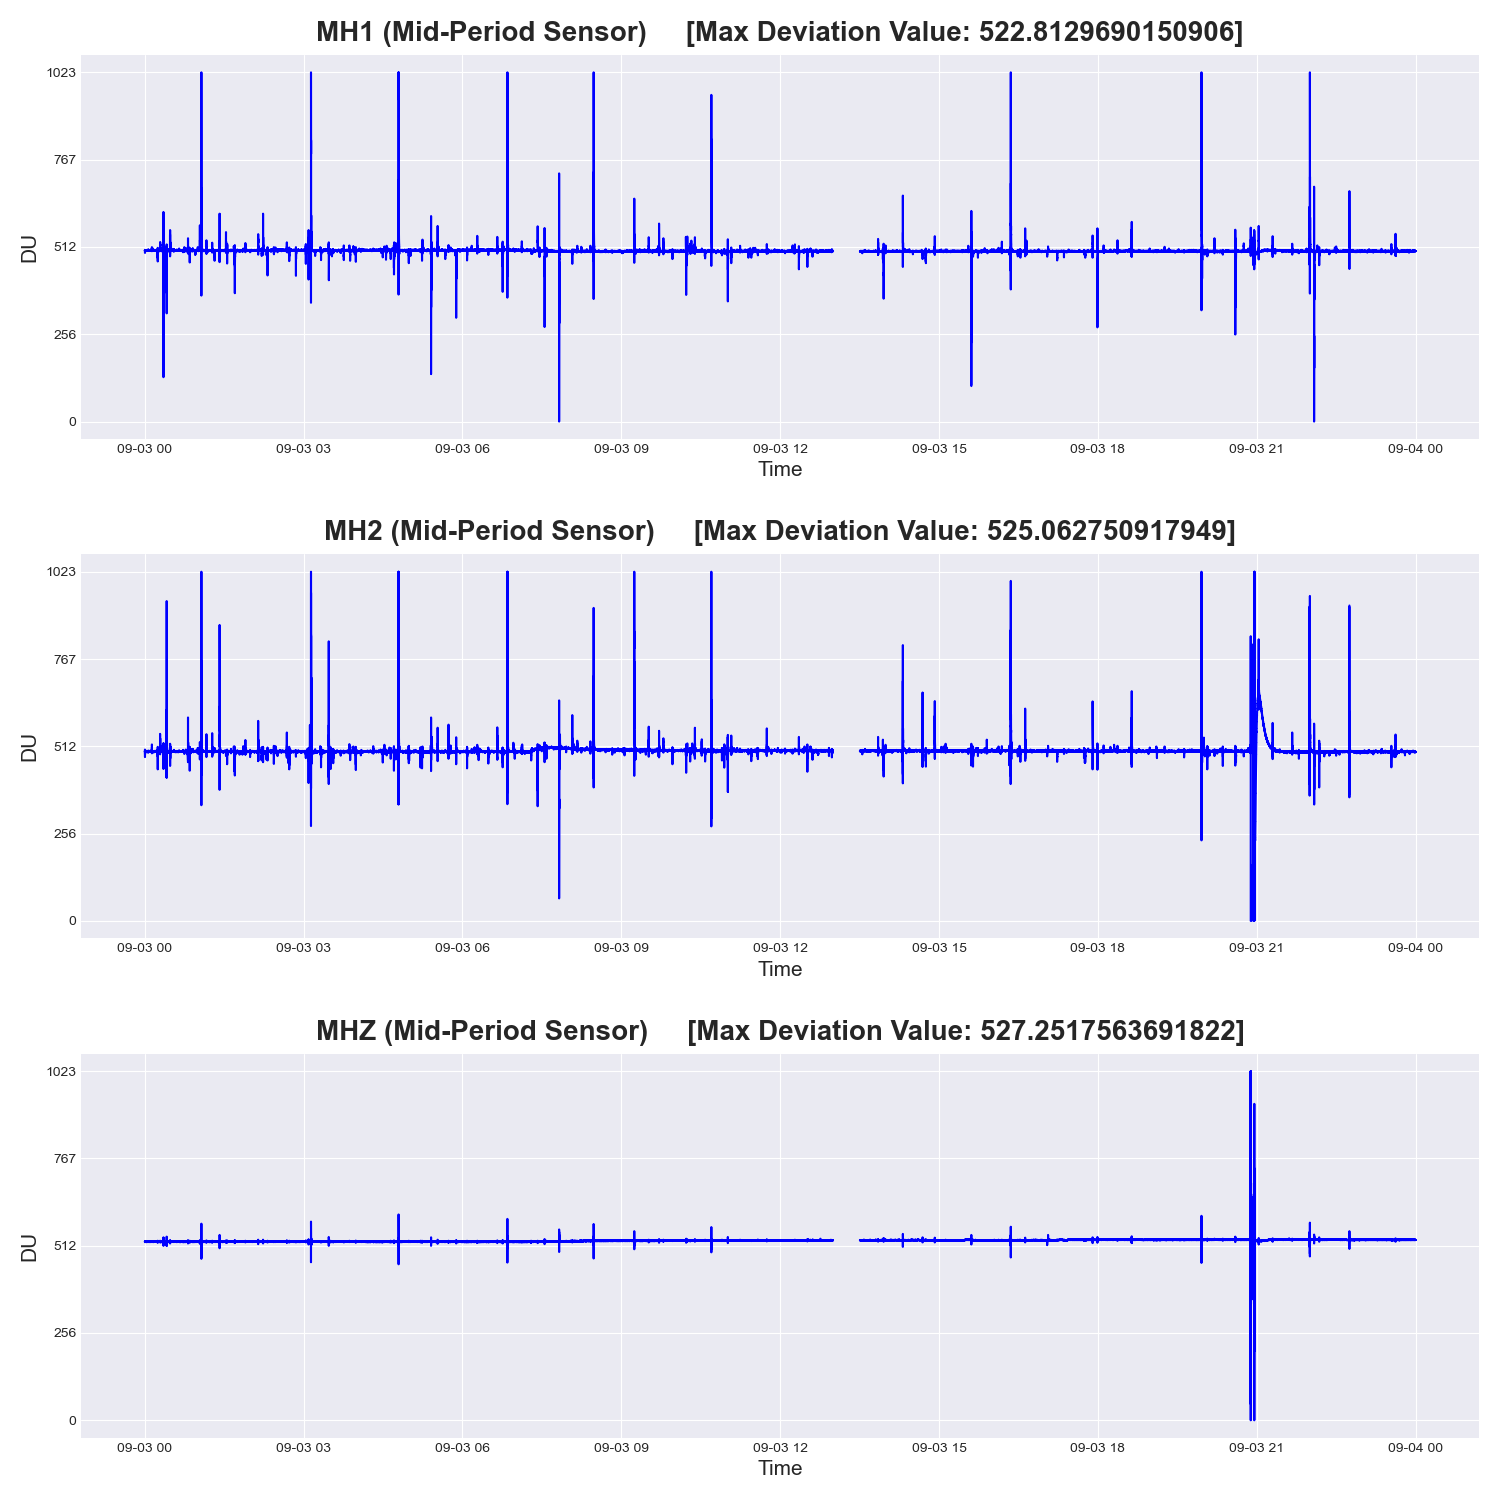 MH1 (Mid-Period Sensor) [Max Deviation Value: 522.8129690150906]
1023
767
512
256
0
DU
09-03 00 09-03 03 09-03 06 09-03 09 09-03 12 09-03 15 09-03 18 09-03 21 09-04 00
Time
MH2 (Mid-Period Sensor) [Max Deviation Value: 525.062750917949]
1023
767
512
256
0
DU
09-03 00 09-03 03 09-03 06 09-03 09 09-03 12 09-03 15 09-03 18 09-03 21 09-04 00
Time
MHZ (Mid-Period Sensor) [Max Deviation Value: 527.2517563691822]
1023
767
512
256
0
DU
09-03 00 09-03 03 09-03 06 09-03 09 09-03 12 09-03 15 09-03 18 09-03 21 09-04 00
Time